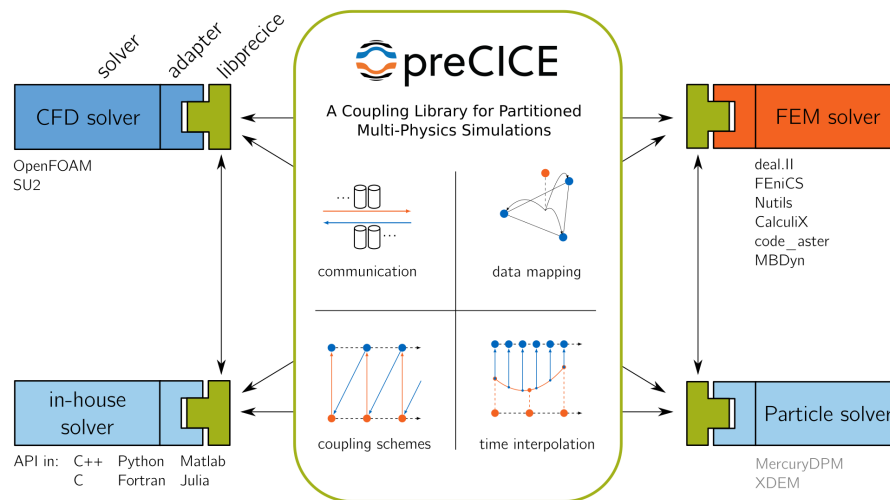 solver
adapter
libprecice
CFD solver
OpenFOAM
SU2
preCICE
A Coupling Library for Partitioned
Multi-Physics Simulations
...
communication
...
data mapping
coupling schemes
time interpolation
FEM solver
deal.II
FEniCS
Nutils
CalculiX
code_aster
MBDyn
in-house
solver
API in: C++ Python Matlab
C Fortran Julia
Particle solver
MercuryDPM
XDEM